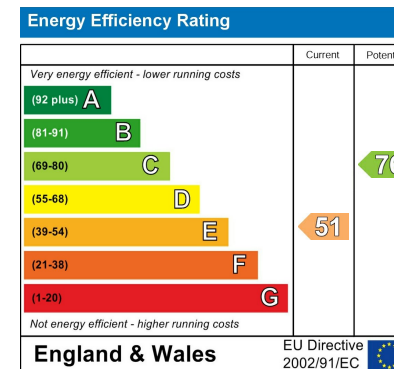 Energy Efficiency Rating
Current Potent
Very energy efficient - lower running costs
(92 plus) A
(81-91) B
(69-80) C
(55-68) D
(39-54) E
51
(21-38) F
(1-20) G
Not energy efficient - higher running costs
England & Wales
EU Directive
2002/91/EC